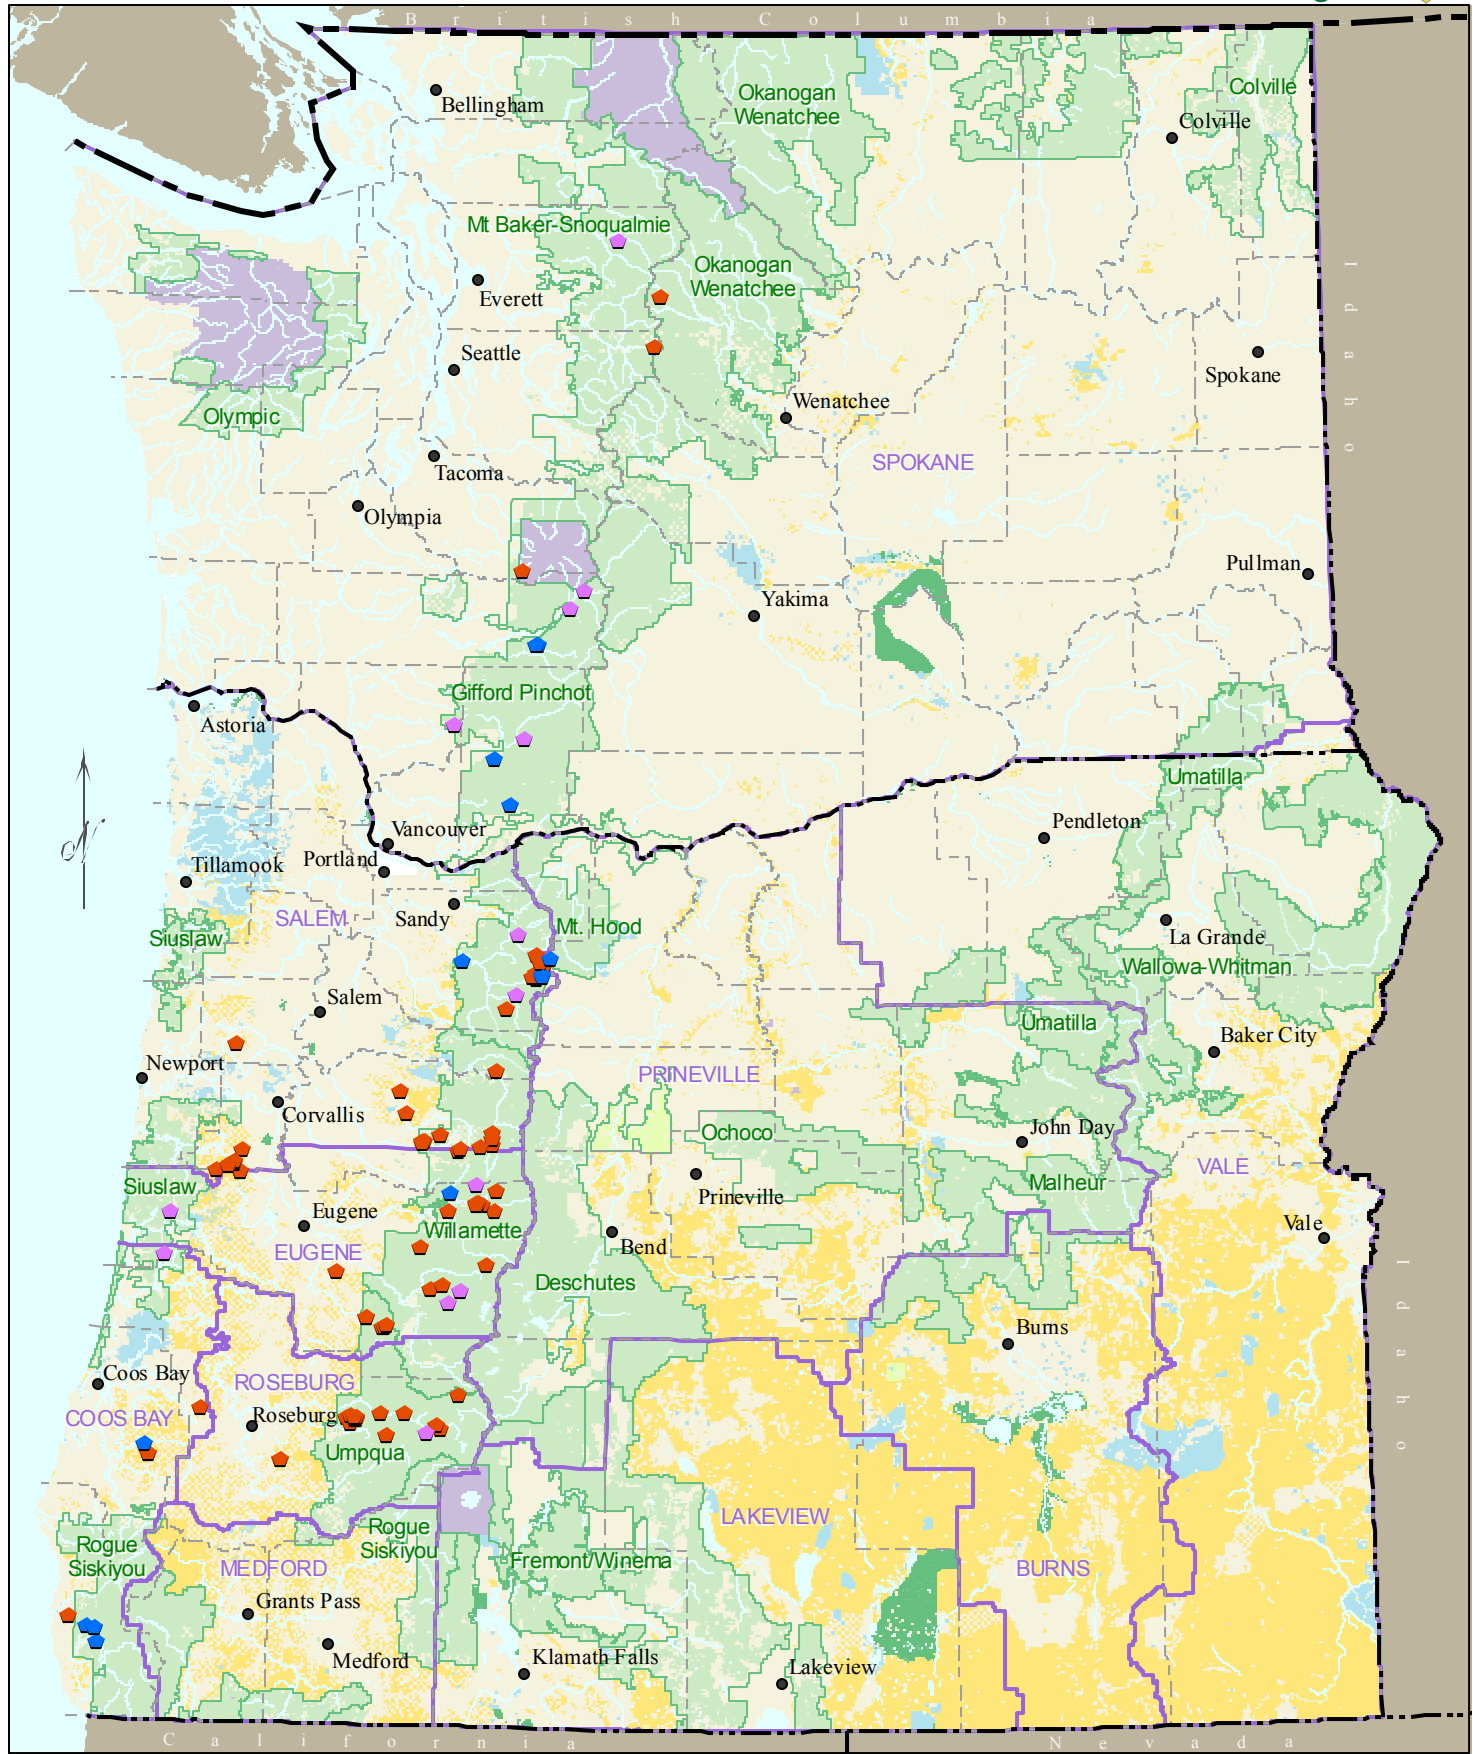 British Columbia
Bellingham
Okanogan
Wenatchee
Colville
Colville
Mt Baker-Snoqualmie
Okanogan
Wenatchee
Everett
Idaho
Seattle
Spokane
Olympic
Wenatchee
SPOKANE
Tacoma
Olympia
Pullman
Yakima
Gifford Pinchot
Astoria
Umatilla
Vancouver
Pendleton
Portland
Tillamook
SALEM
Sandy
Mt. Hood
Siuslaw
La Grande
Wallowa-Whitman
Salem
Umatilla
Baker City
Newport
PRINEVILLE
Corvallis
Ochoco
John Day
VALE
Siuslaw
Malheur
Prineville
Eugene
Willamette
Vale
EUGENE
Bend
Deschutes
Idaho
Burns
Coos Bay
ROSEBURG
COOS BAY
Roseburg
Umpqua
LAKEVIEW
Rogue
Siskiyou
Rogue
Siskiyou
MEDFORD
Fremont/Winema
BURNS
Grants Pass
Medford
Klamath Falls
Lakeview
California
Nevada